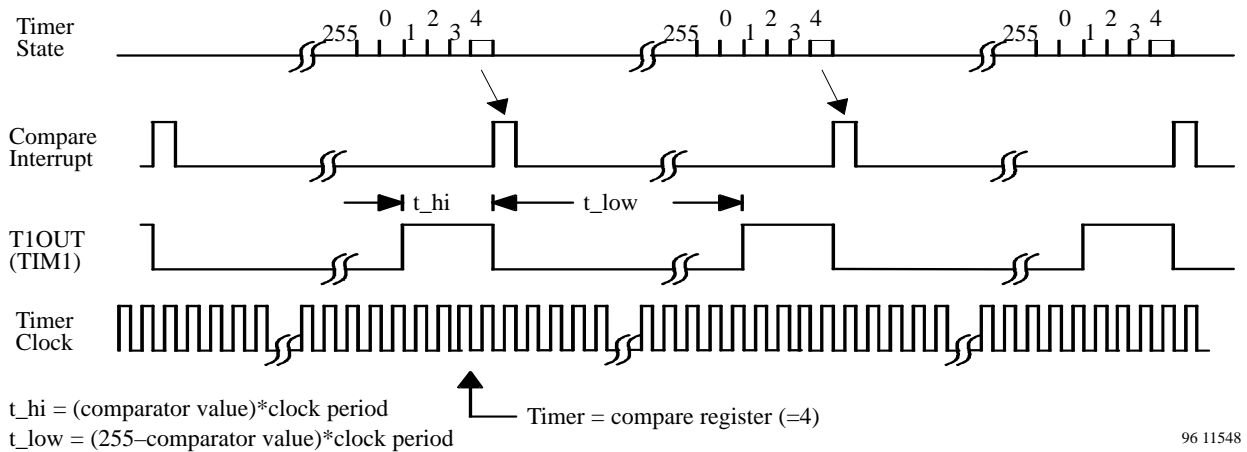 Timer
State
255 0 1 2 3 4
255 0 1 2 3 4
255 0 1 2 3 4
Compare
Interrupt
t_hi
t_low
T1OUT
(TIM1)
Timer
Clock
t_hi = (comparator value)*clock period
t_low = (255–comparator value)*clock period
Timer = compare register (=4)
96 11548